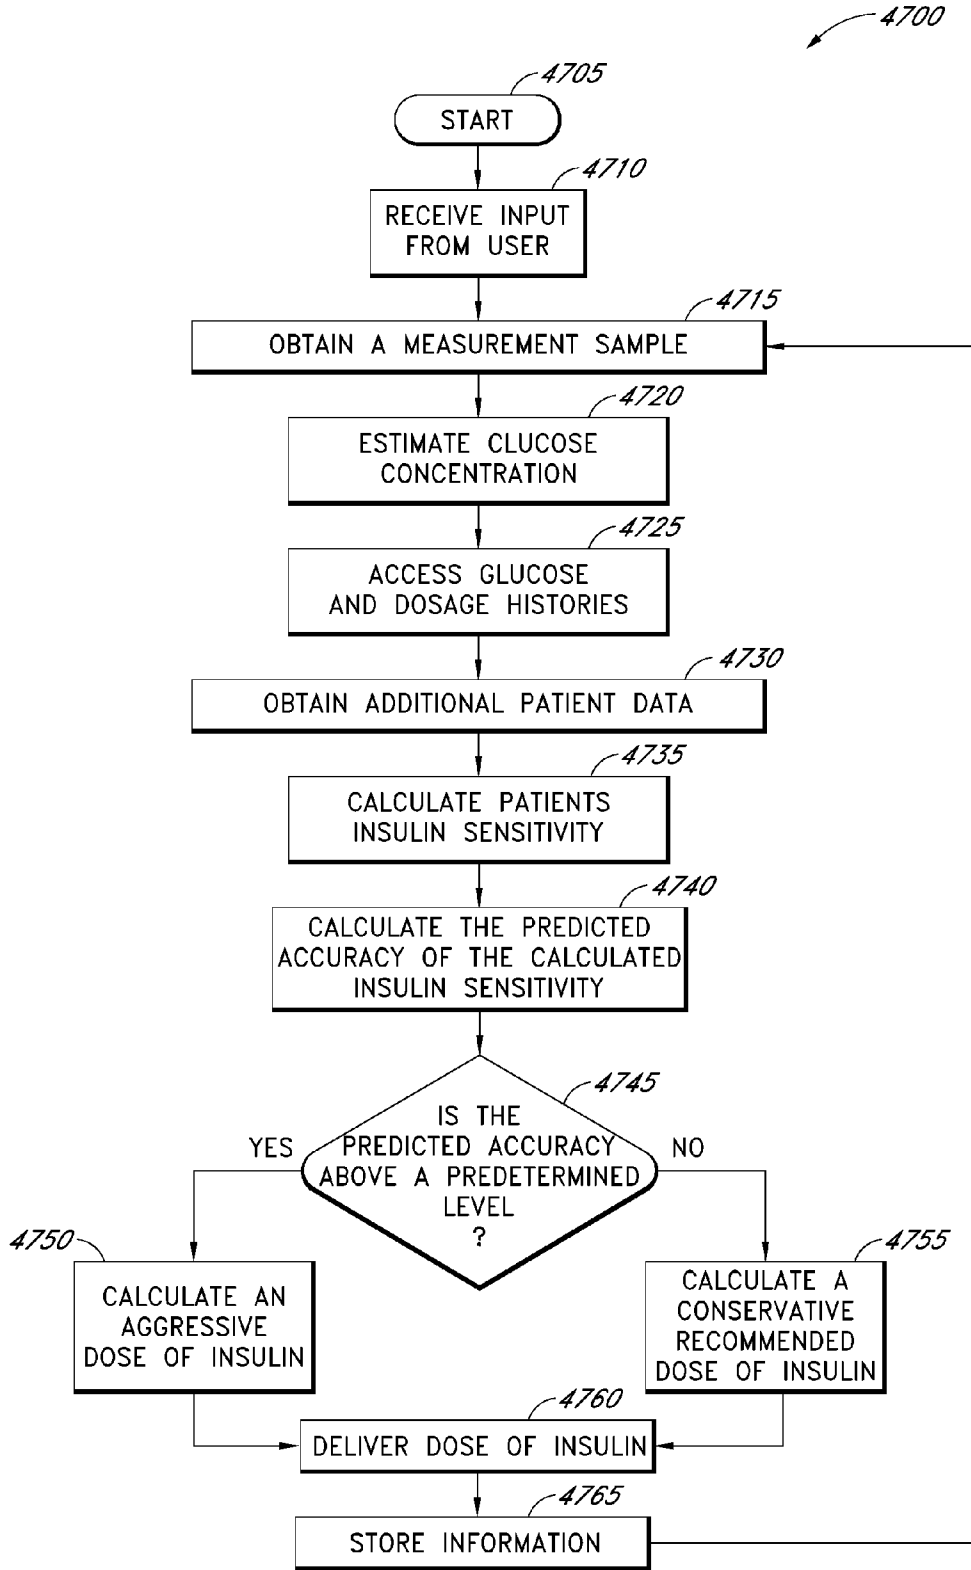 4700
4705
START
4710
RECEIVE INPUT
FROM USER
4715
OBTAIN A MEASUREMENT SAMPLE
4720
ESTIMATE CLUCOSE
CONCENTRATION
4725
ACCESS GLUCOSE
AND DOSAGE HISTORIES
4730
OBTAIN ADDITIONAL PATIENT DATA
4735
CALCULATE PATIENTS
INSULIN SENSITIVITY
4740
CALCULATE THE PREDICTED
ACCURACY OF THE CALCULATED
INSULIN SENSITIVITY
4745
IS THE
PREDICTED ACCURACY
ABOVE A PREDETERMINED
LEVEL
?
YES
NO
4750
CALCULATE AN
AGGRESSIVE
DOSE OF INSULIN
4755
CALCULATE A
CONSERVATIVE
RECOMMENDED
DOSE OF INSULIN
4760
DELIVER DOSE OF INSULIN
4765
STORE INFORMATION